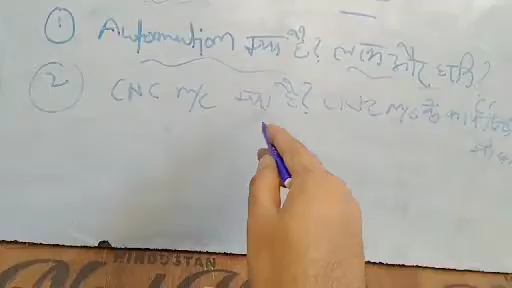 ① Automation क्या है? लाभ और हानि?
② CNC M/C क्या है? CNC M/C के कार्य
HINDUSTAN